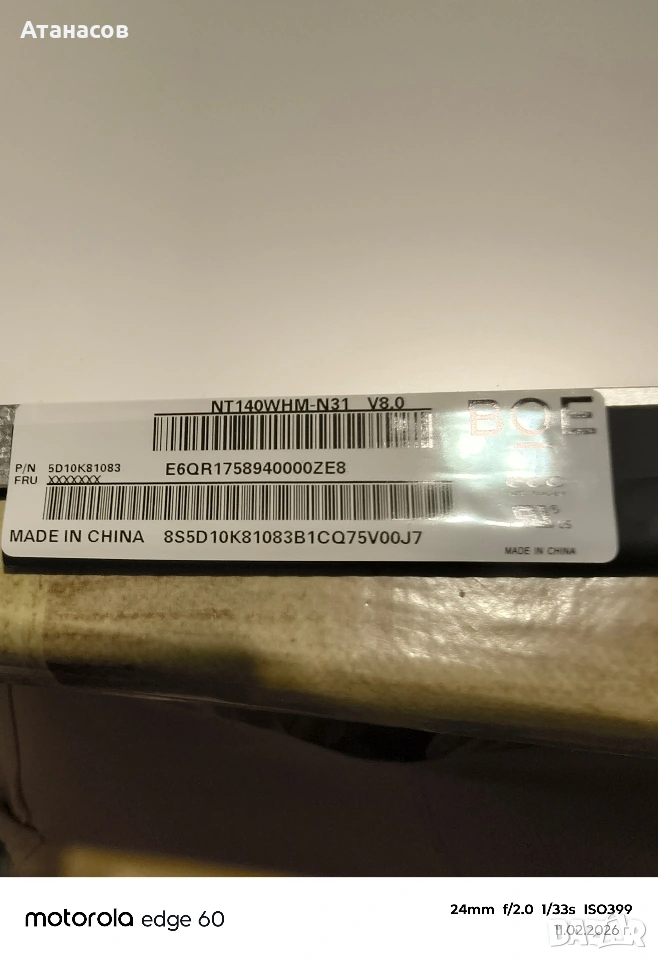 Атанасов
NT140WHM-N31 V8.0
BOE
P/N 5D10K81083
E6QR1758940000ZE8
FRU XXXXXXX
MADE IN CHINA 8S5D10K81083B1CQ75V00J7
MADE IN CHINA
motorola edge 60
24mm f/2.0 1/33s ISO399
11.02.2026